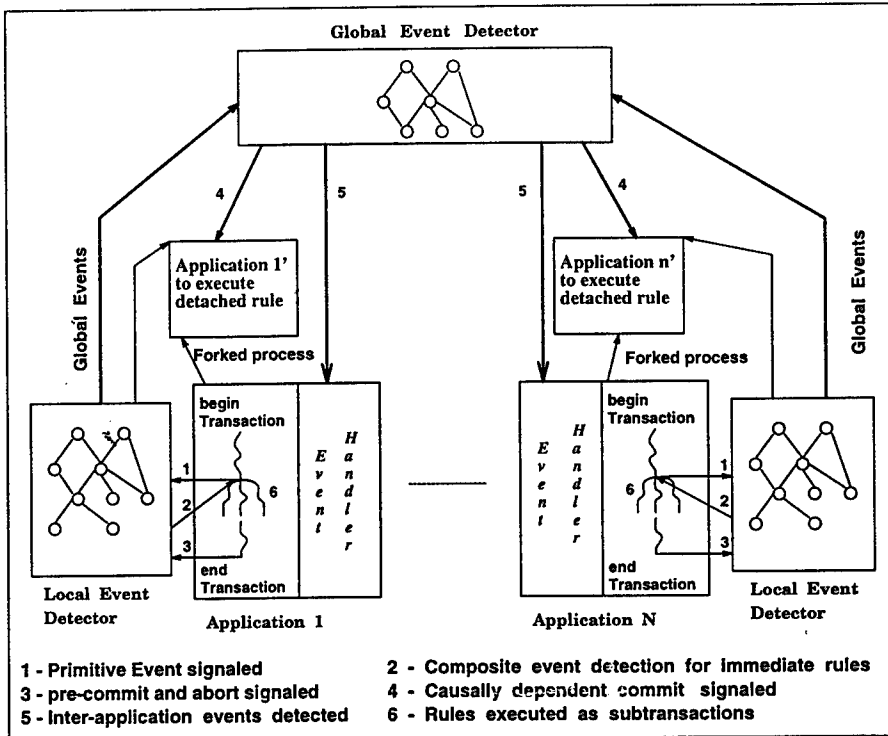 Global Event Detector
4
5
5
4
Global Events
Application 1'
to execute
detached rule
Application n'
to execute
detached rule
Global Events
Forked process
Forked process
begin
Transaction
Event
Handler
Event
Handler
begin
Transaction
1
2
3
6
6
1
2
3
end
Transaction
end
Transaction
Local Event
Detector
Application 1
Application N
Local Event
Detector
1 - Primitive Event signaled
2 - Composite event detection for immediate rules
3 - pre-commit and abort signaled
4 - Causally dependent commit signaled
5 - Inter-application events detected
6 - Rules executed as subtransactions